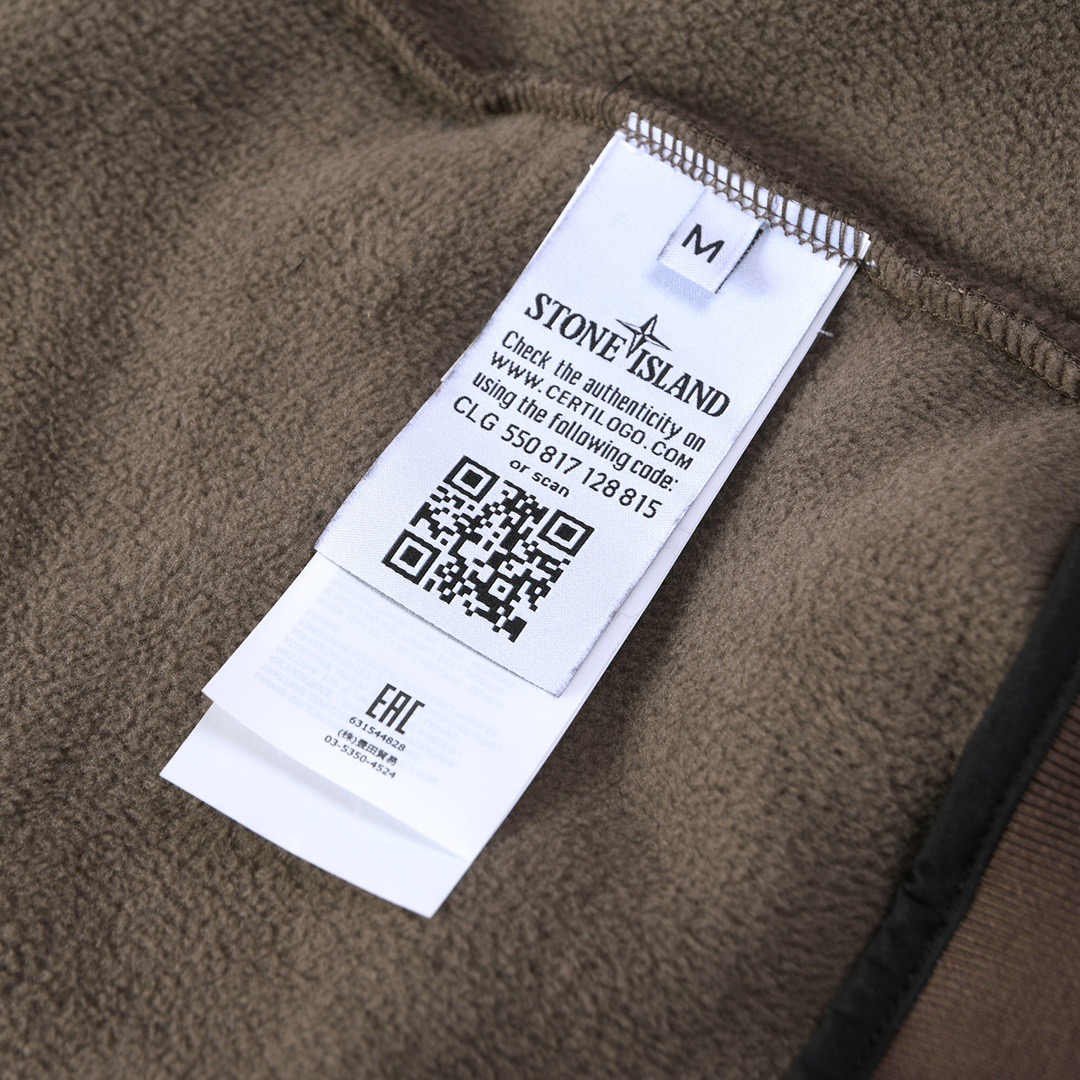 M
STONE ISLAND
Check the authenticity on
WWW.CERTILOGO.COM
using the following code:
CLG 550 817 128 815
or scan
EAC
631544828
(株)豊田貿易
03-5350-4524